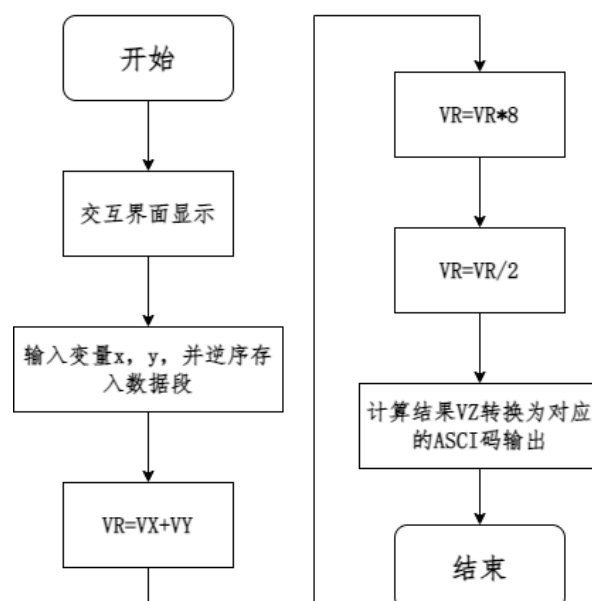 开始
交互界面显示
输入变量x，y，并逆序存
入数据段
VR=VX+VY
VR=VR*8
VR=VR/2
计算结果VZ转换为对应
的ASCI码输出
结束